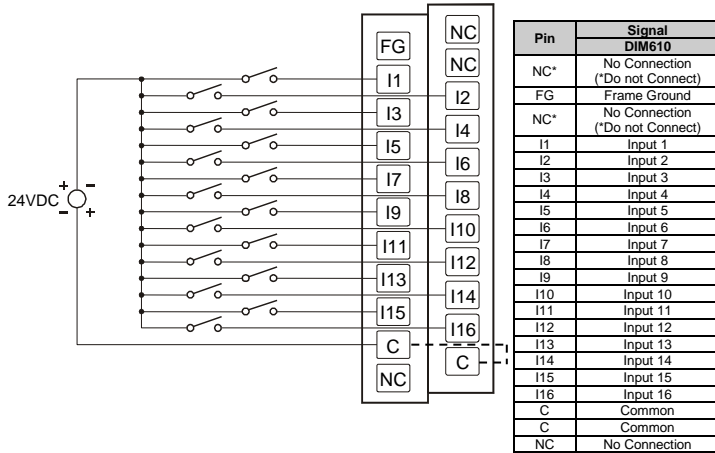 FG
I1
I3
I5
I7
I9
I11
I13
I15
C
NC
NC
NC
I2
I4
I6
I8
I10
I12
I14
I16
C
+ −
24VDC
− +
Pin Signal
DIM610
NC* No Connection
(*Do not Connect)
FG Frame Ground
NC* No Connection
(*Do not Connect)
I1 Input 1
I2 Input 2
I3 Input 3
I4 Input 4
I5 Input 5
I6 Input 6
I7 Input 7
I8 Input 8
I9 Input 9
I10 Input 10
I11 Input 11
I12 Input 12
I13 Input 13
I14 Input 14
I15 Input 15
I16 Input 16
C Common
C Common
NC No Connection